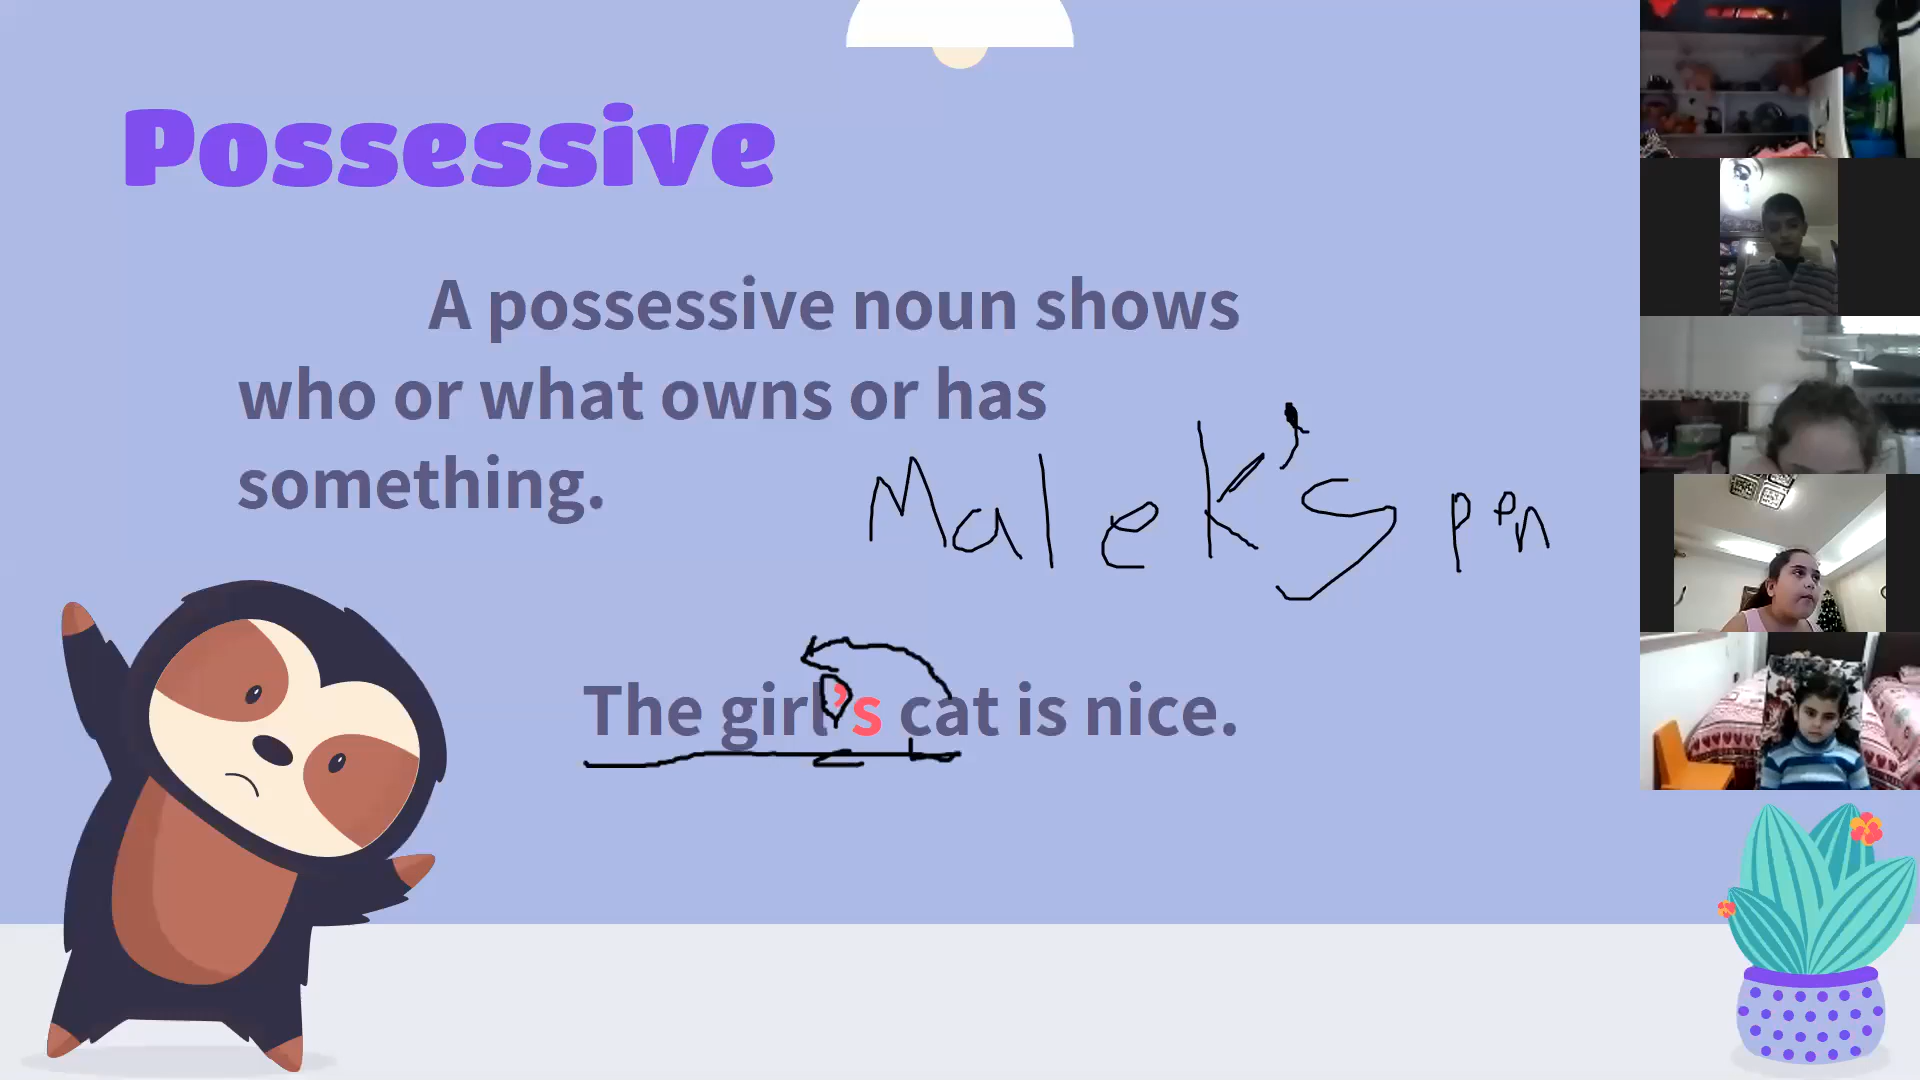 Possessive
A possessive noun shows
who or what owns or has
something.
Malek's pen
The girl's cat is nice.